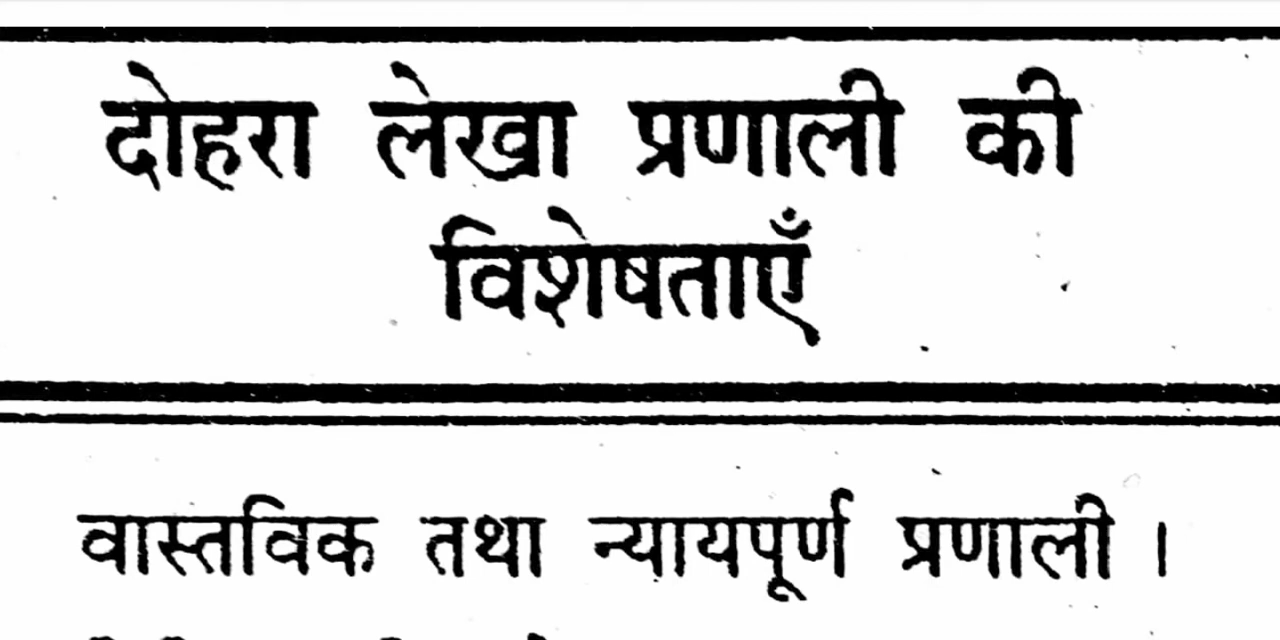 दोहरा लेखा प्रणाली की
विशेषताएँ
वास्तविक तथा न्यायपूर्ण प्रणाली ।